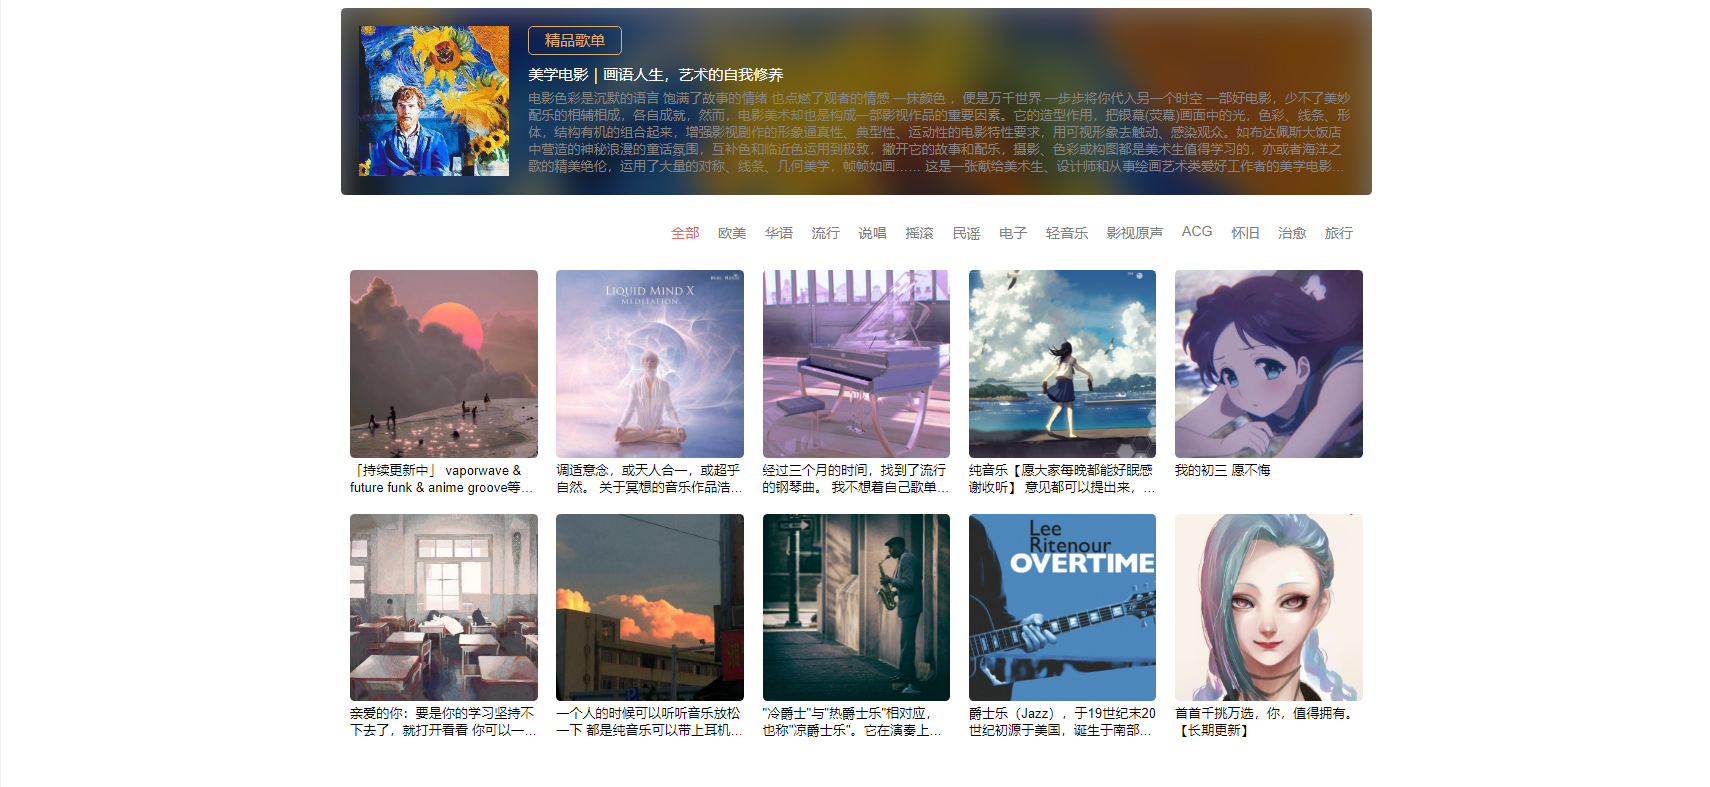 精品歌单
美学电影 | 画语人生，艺术的自我修养
电影色彩是沉默的语言 饱满了故事的情绪 也点燃了观者的情感 一抹颜色 ，便是万千世界 一步步将你代入另一个时空 一部好电影，少不了美妙
配乐的相辅相成，各自成就，然而，电影美术却也是构成一部影视作品的重要因素。它的造型作用，把银幕(荧幕)画面中的光，色彩、线条、形
体，结构有机的组合起来，增强影视剧作的形象逼真性、典型性、运动性的电影特性要求，用可视形象去触动、感染观众。如布达佩斯大饭店
中营造的神秘浪漫的童话氛围，互补色和临近色运用到极致，撇开它的故事和配乐，摄影、色彩或构图都是美术生值得学习的，亦或者海洋之
歌的精美绝伦，运用了大量的对称、线条、几何美学，帧帧如画…… 这是一张献给美术生、设计师和从事绘画艺术类爱好工作者的美学电影...
全部 欧美 华语 流行 说唱 摇滚 民谣 电子 轻音乐 影视原声 ACG 怀旧 治愈 旅行
REAL MUSIC
LIQUID MIND X
MEDITATION
「持续更新中」 vaporwave &
future funk & anime groove等...
调适意念，或天人合一，或超乎
自然。 关于冥想的音乐作品浩...
经过三个月的时间，找到了流行
的钢琴曲。 我不想着自己歌单...
纯音乐【愿大家每晚都能好眠感
谢收听】 意见都可以提出来，...
我的初三 愿不悔
Lee
Ritenour
OVERTIME
亲爱的你：要是你的学习坚持不
下去了，就打开看看 你可以一...
一个人的时候可以听听音乐放松
一下 都是纯音乐可以带上耳机...
"冷爵士"与"热爵士乐"相对应，
也称"凉爵士乐"。它在演奏上...
爵士乐（Jazz），于19世纪末20
世纪初源于美国，诞生于南部...
首首千挑万选，你，值得拥有。
【长期更新】